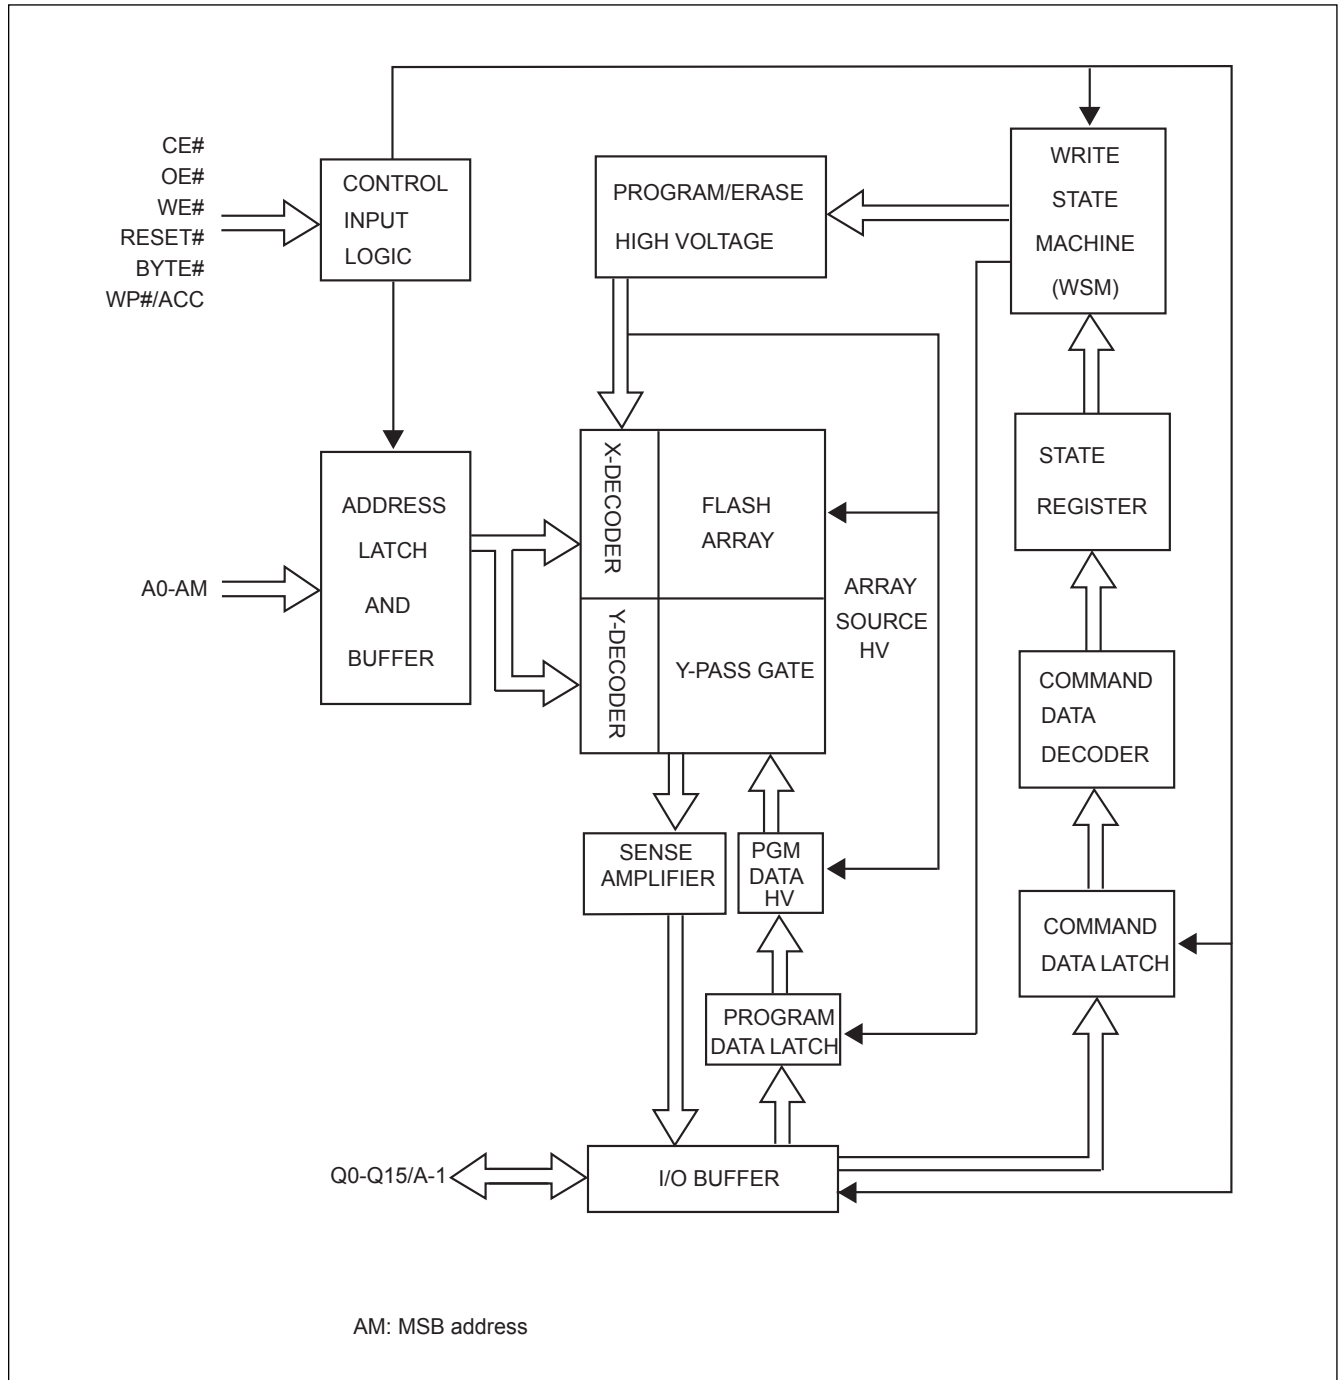 CE#
OE#
WE#
RESET#
BYTE#
WP#/ACC
CONTROL
INPUT
LOGIC
PROGRAM/ERASE
HIGH VOLTAGE
WRITE
STATE
MACHINE
(WSM)
A0-AM
ADDRESS
LATCH
AND
BUFFER
X-DECODER
FLASH
ARRAY
Y-DECODER
Y-PASS GATE
ARRAY
SOURCE
HV
STATE
REGISTER
COMMAND
DATA
DECODER
SENSE
AMPLIFIER
PGM
DATA
HV
COMMAND
DATA LATCH
PROGRAM
DATA LATCH
Q0-Q15/A-1
I/O BUFFER
AM: MSB address